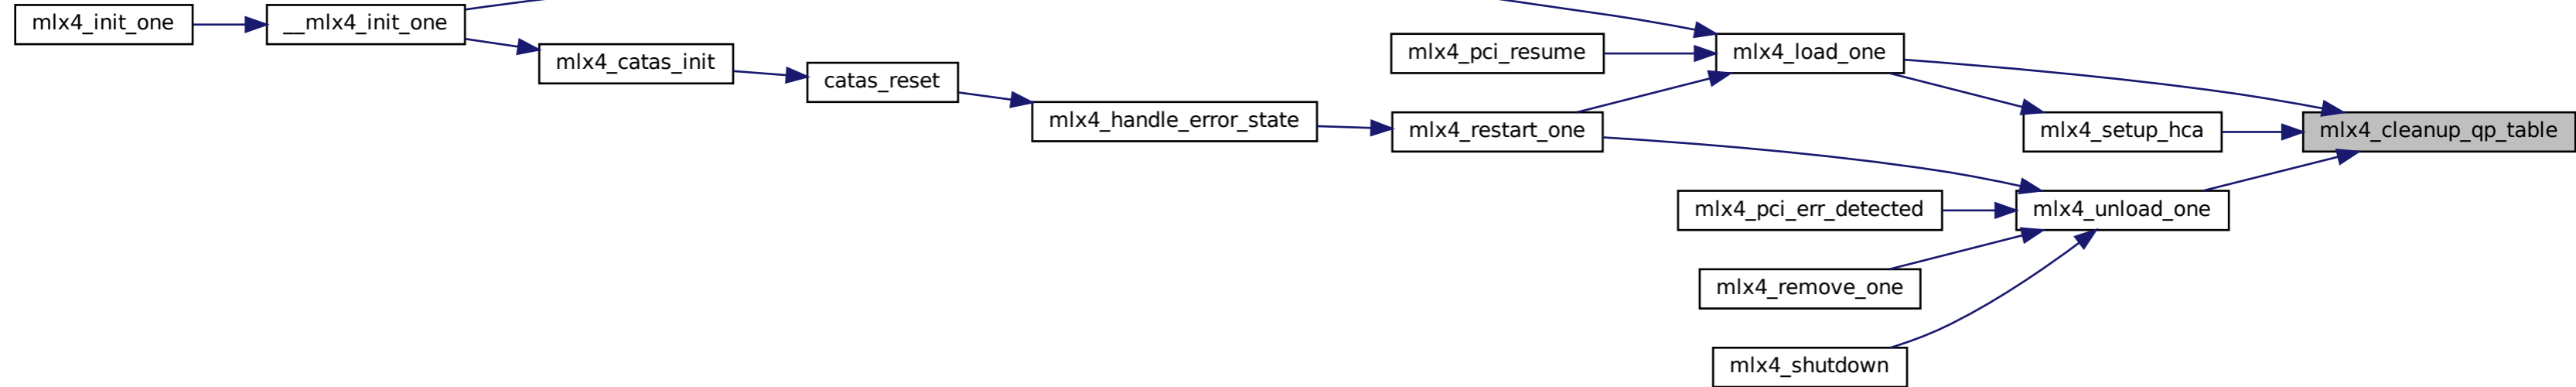 mlx4_init_one
__mlx4_init_one
mlx4_catas_init
catas_reset
mlx4_handle_error_state
mlx4_pci_resume
mlx4_restart_one
mlx4_load_one
mlx4_setup_hca
mlx4_cleanup_qp_table
mlx4_pci_err_detected
mlx4_unload_one
mlx4_remove_one
mlx4_shutdown